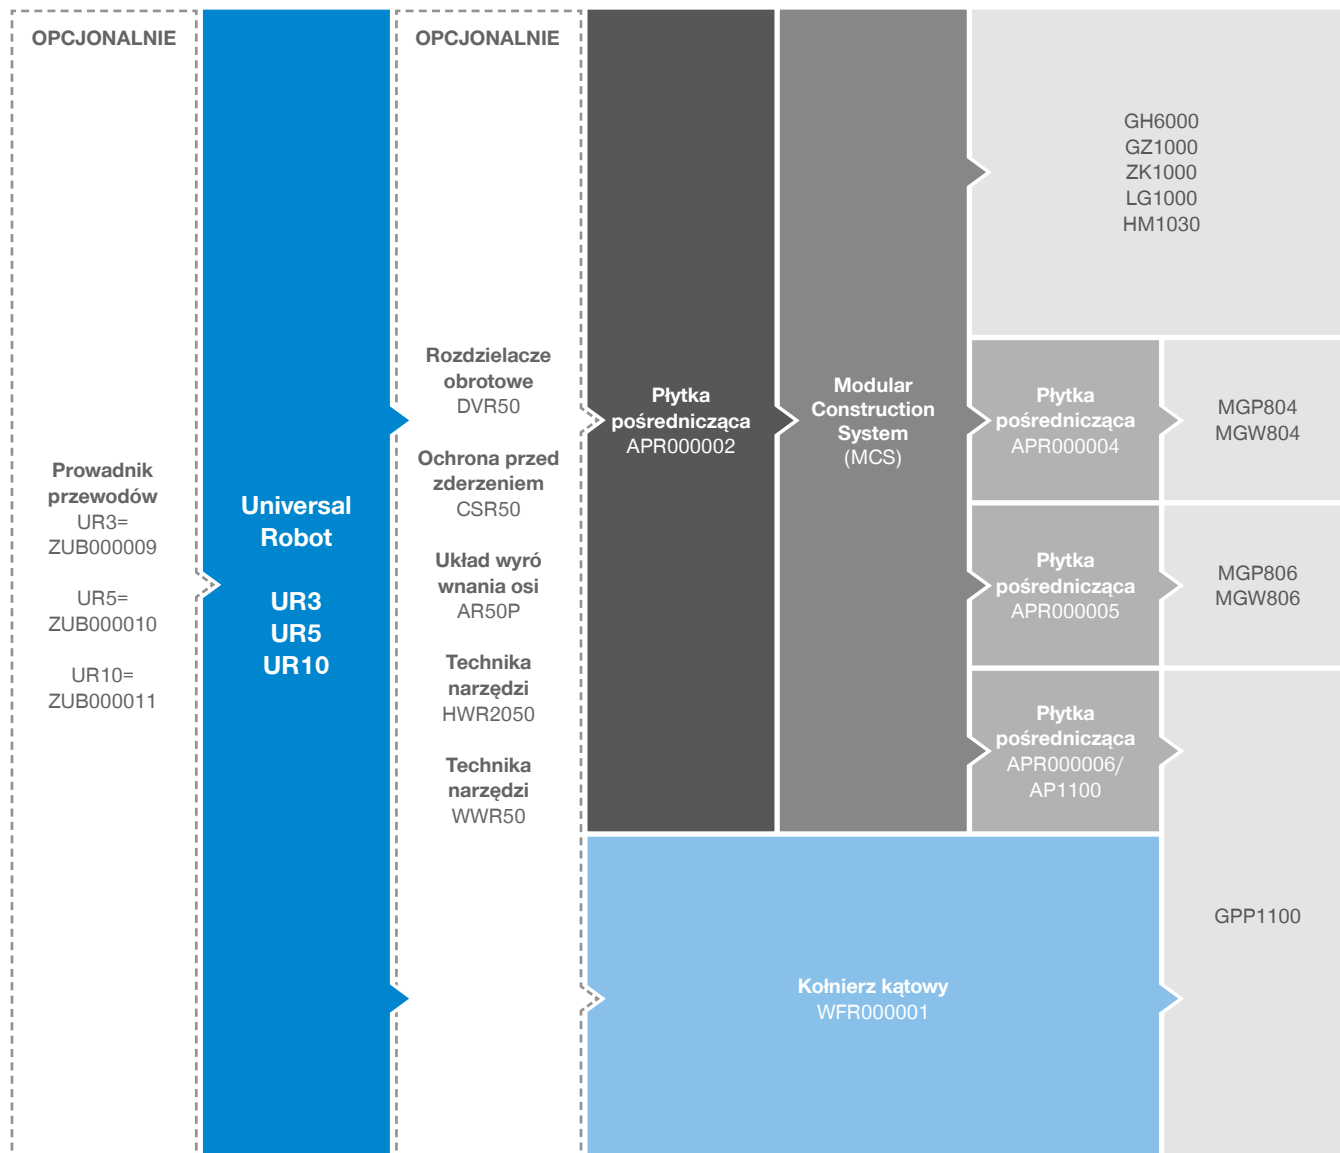 OPCJONALNIE
Prowadnik
przewodów
UR3=
ZUB000009
UR5=
ZUB000010
UR10=
ZUB000011
Universal
Robot
UR3
UR5
UR10
OPCJONALNIE
Rozdzielacze
obrotowe
DVR50
Ochrona przed
zderzeniem
CSR50
Układ wyró
wnania osi
AR50P
Technika
narzędzi
HWR2050
Technika
narzędzi
WWR50
Płytka
pośrednicząca
APR000002
Modular
Construction
System
(MCS)
GH6000
GZ1000
ZK1000
LG1000
HM1030
Płytka
pośrednicząca
APR000004
MGP804
MGW804
Płytka
pośrednicząca
APR000005
MGP806
MGW806
Płytka
pośrednicząca
APR000006/
AP1100
GPP1100
Kołnierz kątowy
WFR000001